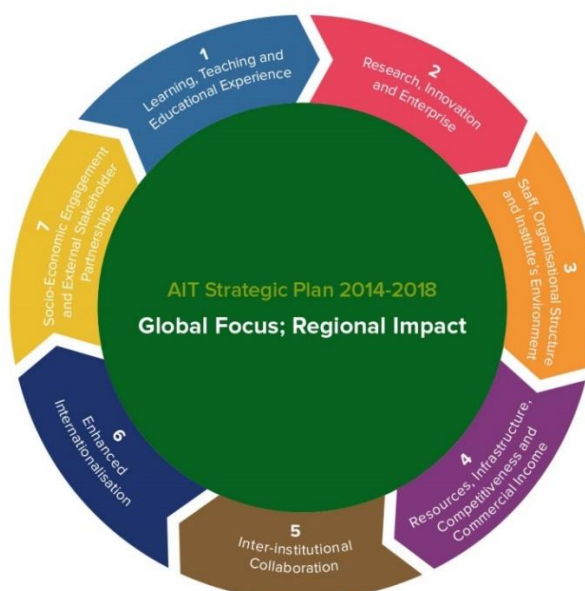 1
Learning, Teaching and
Educational Experience
2
Research, Innovation
and Enterprise
3
Staff, Organisational Structure
and Institute's Environment
4
Resources, Infrastructure,
Competitiveness and
Commercial Income
5
Inter-institutional
Collaboration
6
Enhanced
Internationalisation
7
Socio-Economic Engagement
and External Stakeholder
Partnerships
AIT Strategic Plan 2014-2018
Global Focus; Regional Impact